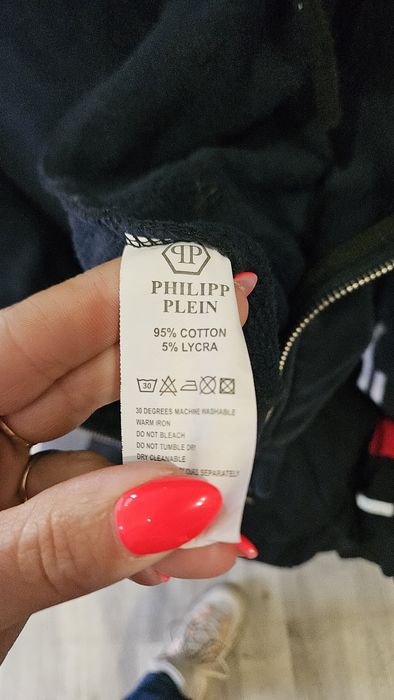 PHILIPP
PLEIN
95% COTTON
5% LYCRA
30
30 DEGREES MACHINE WASHABLE
WARM IRON
DO NOT BLEACH
DO NOT TUMBLE DRY
DRY CLEANABLE
SEPARATELY